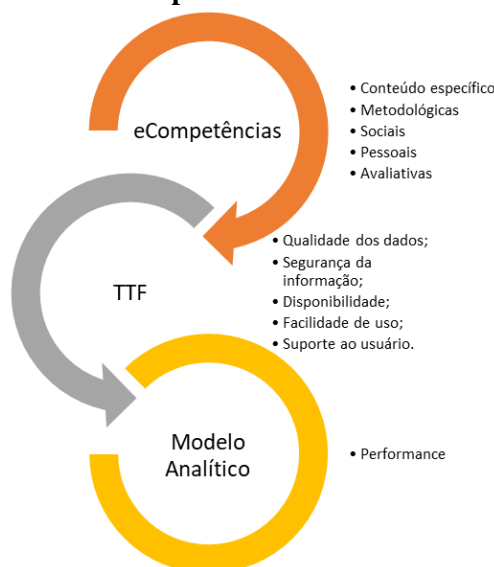 eCompetências
• Conteúdo específico
• Metodológicas
• Sociais
• Pessoais
• Avaliativas
TTF
• Qualidade dos dados;
• Segurança da
informação;
• Disponibilidade;
• Facilidade de uso;
• Suporte ao usuário.
Modelo
Analítico
• Performance